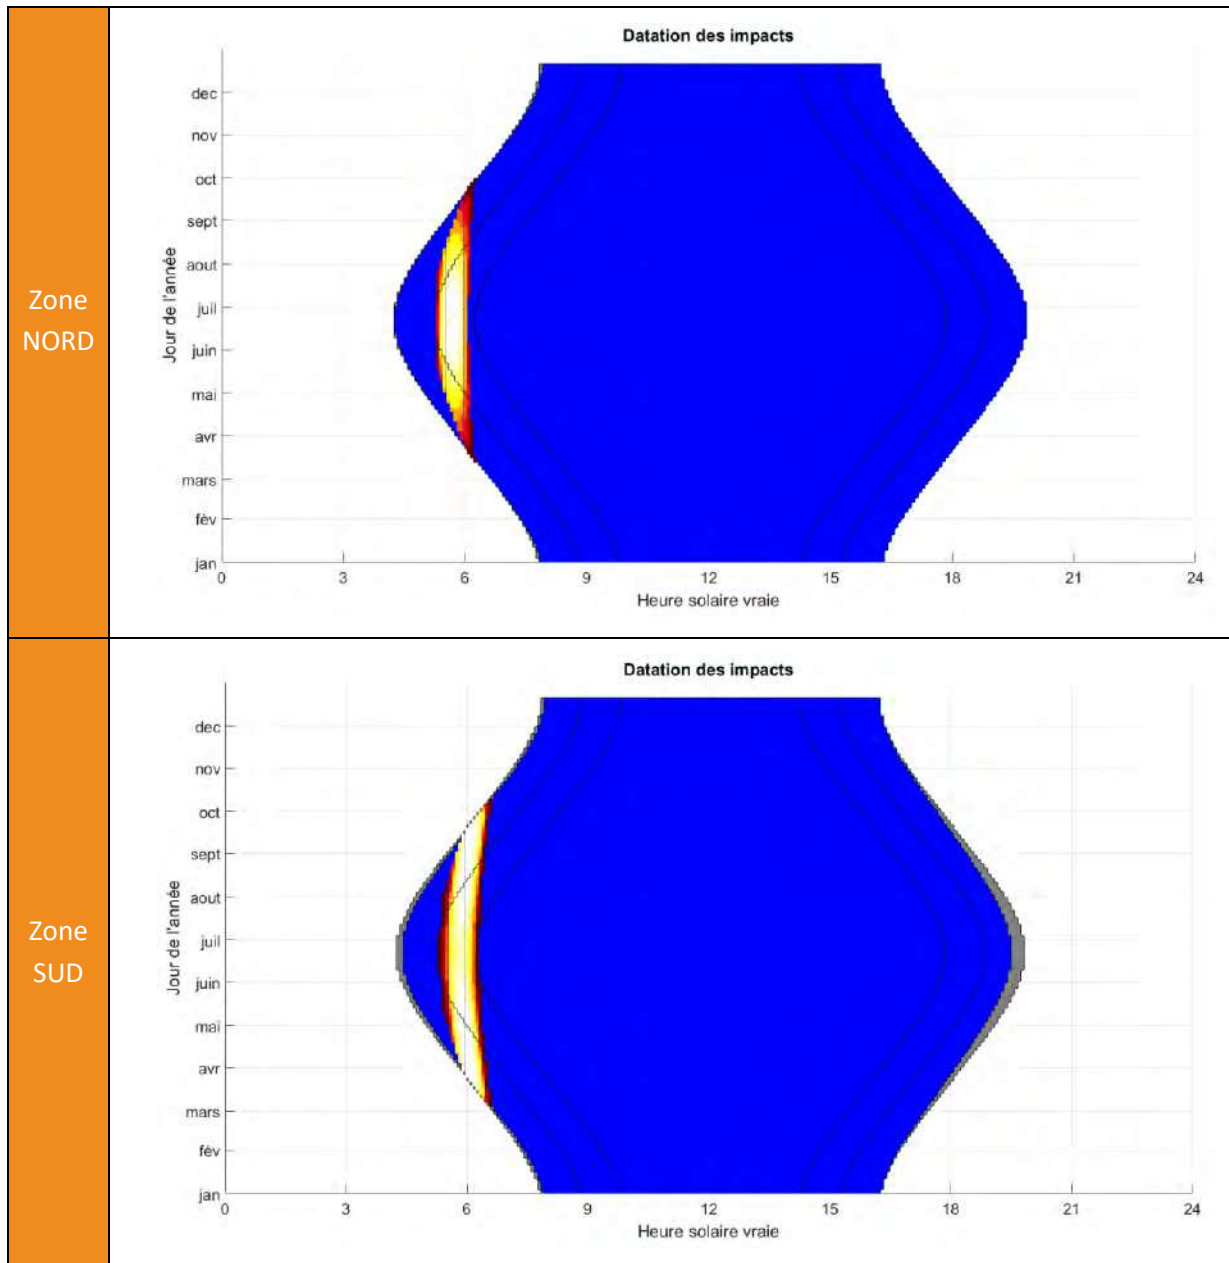 Zone
NORD
Datation des impacts
Jour de l'année
dec
nov
oct
sept
aout
juil
juin
mai
avr
mars
fév
jan
0 3 6 9 12 15 18 21 24
Heure solaire vraie
Zone
SUD
Datation des impacts
Jour de l'année
dec
nov
oct
sept
aout
juil
juin
mai
avr
mars
fév
jan
0 3 6 9 12 15 18 21 24
Heure solaire vraie